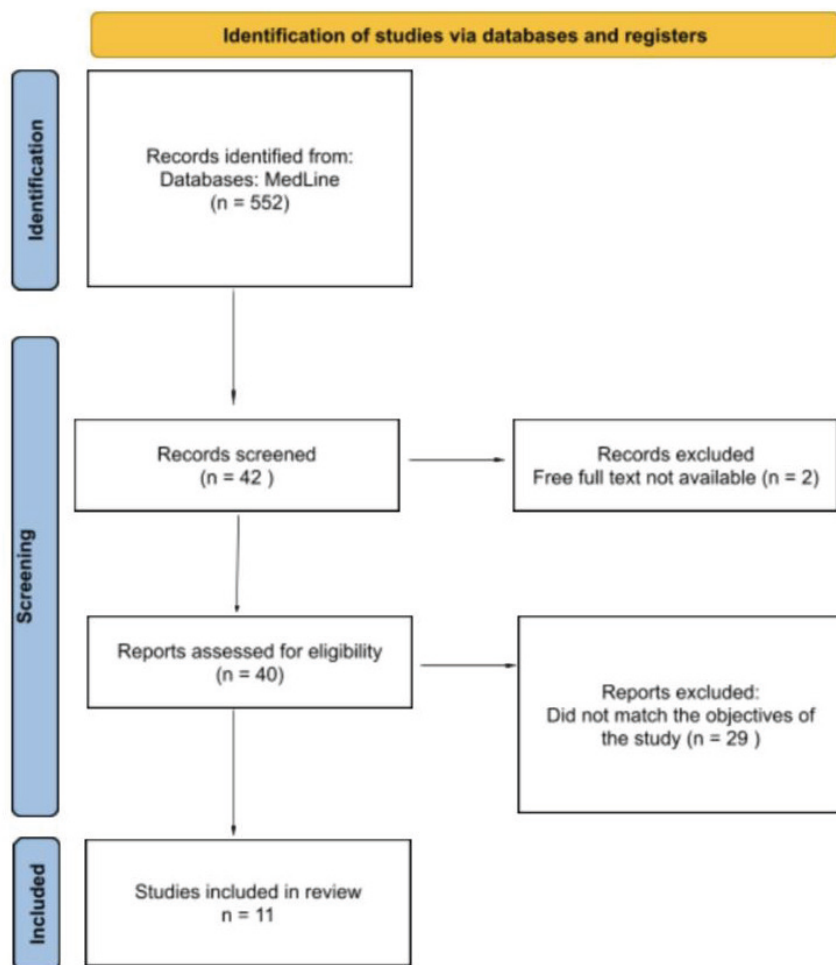 Identification of studies via databases and registers
Identification
Records identified from:
Databases: MedLine
(n = 552)
Screening
Records screened
(n = 42 )
Records excluded
Free full text not available (n = 2)
Reports assessed for eligibility
(n = 40)
Reports excluded:
Did not match the objectives of
the study (n = 29 )
Included
Studies included in review
n = 11